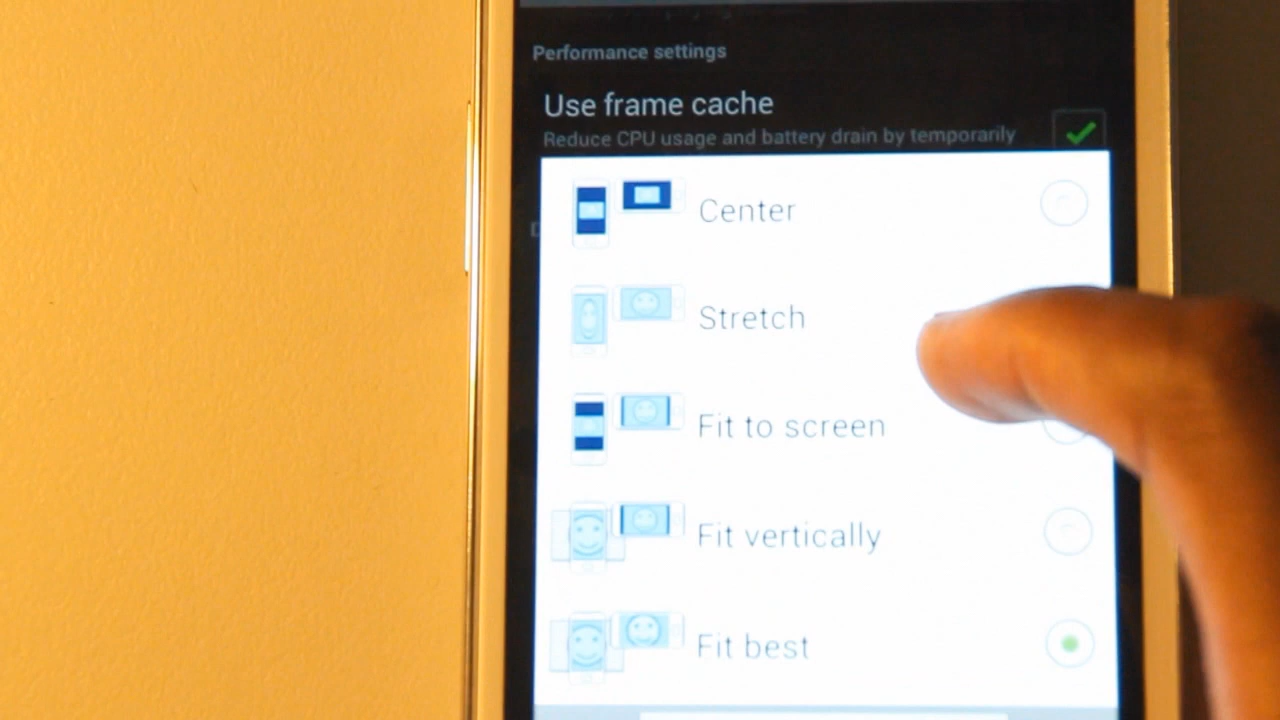 Performance settings
Use frame cache
Reduce CPU usage and battery drain by temporarily
Center
Stretch
Fit to screen
Fit vertically
Fit best